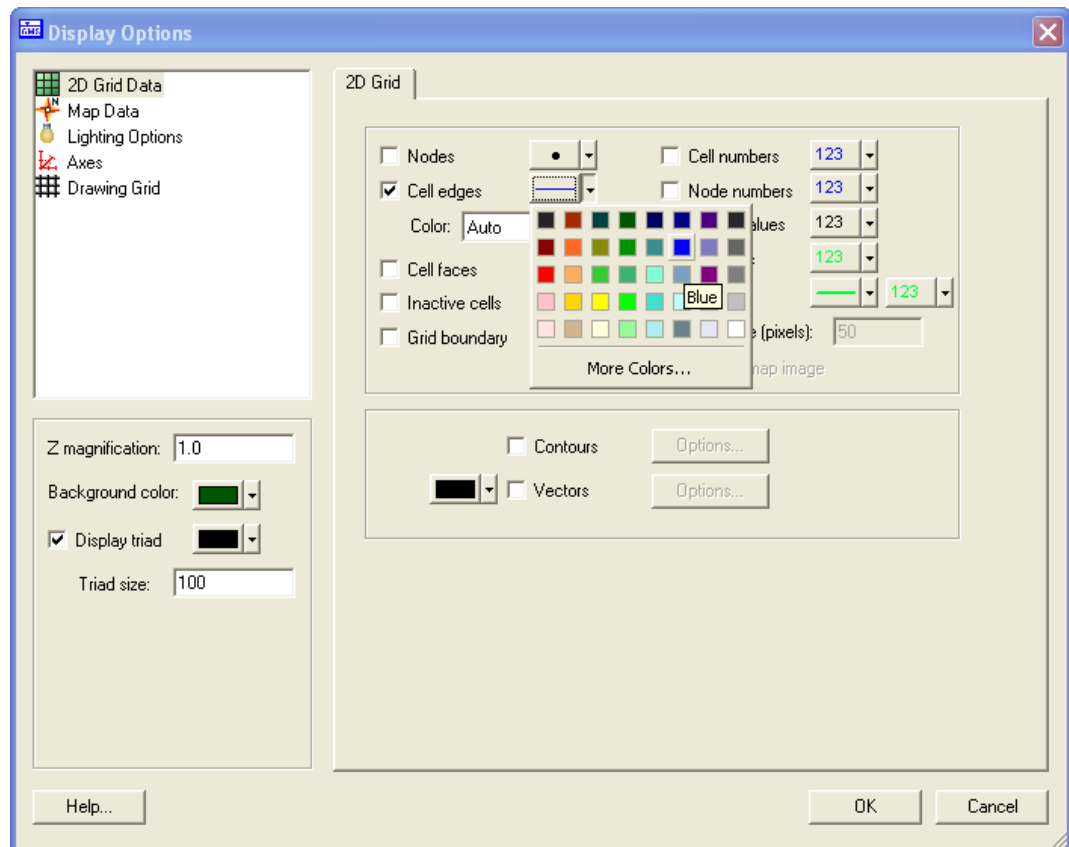 GMS Display Options
2D Grid Data
N
Map Data
Lighting Options
Axes
Drawing Grid
Z magnification: 1.0
Background color:
Display triad
Triad size: 100
2D Grid
Nodes
Cell numbers 123
Cell edges
Node numbers 123
Color: Auto
alues 123
Cell faces
123
Inactive cells
Blue
123
Grid boundary
e (pixels): 50
More Colors...
map image
Contours Options...
Vectors Options...
Help...
OK
Cancel